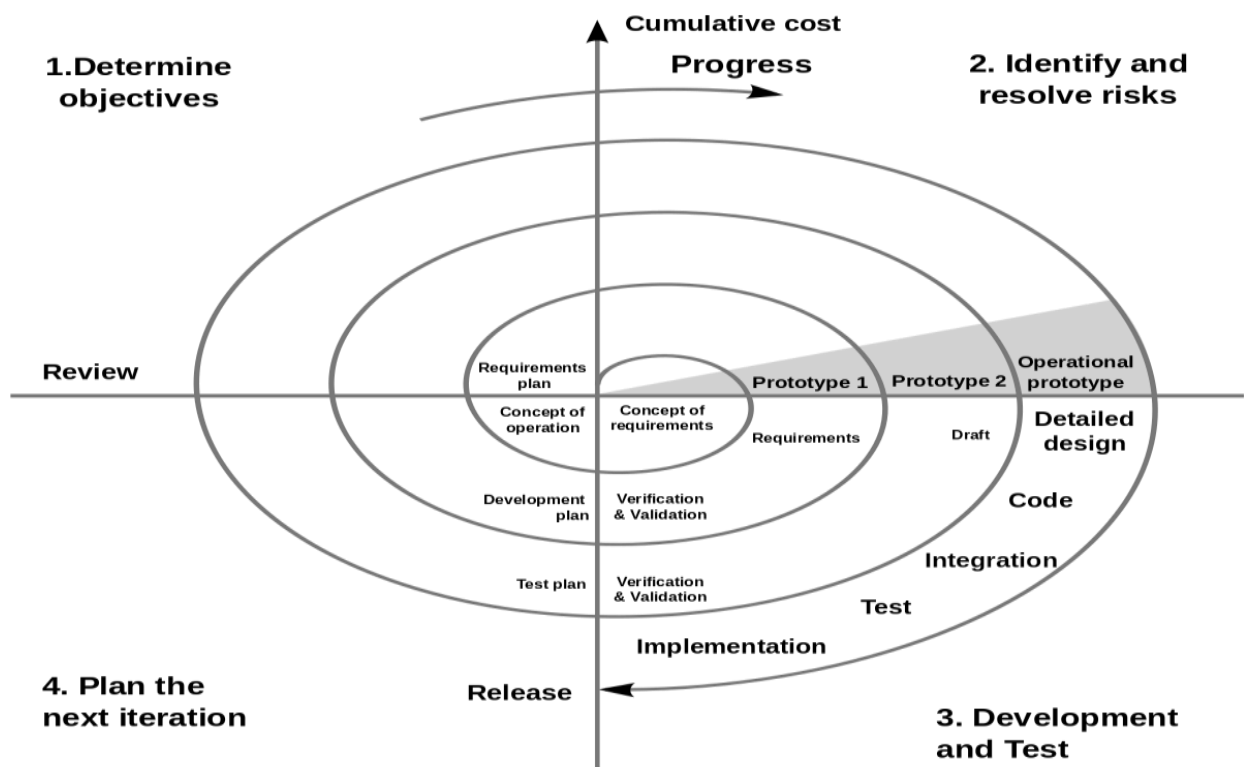 Cumulative cost
Progress
1.Determine
objectives
2. Identify and
resolve risks
Review
Requirements
plan
Concept of
operation
Concept of
requirements
Prototype 1
Prototype 2
Operational
prototype
Requirements
Draft
Detailed
design
Development
plan
Verification
& Validation
Code
Integration
Test plan
Verification
& Validation
Test
Implementation
Release
4. Plan the
next iteration
3. Development
and Test